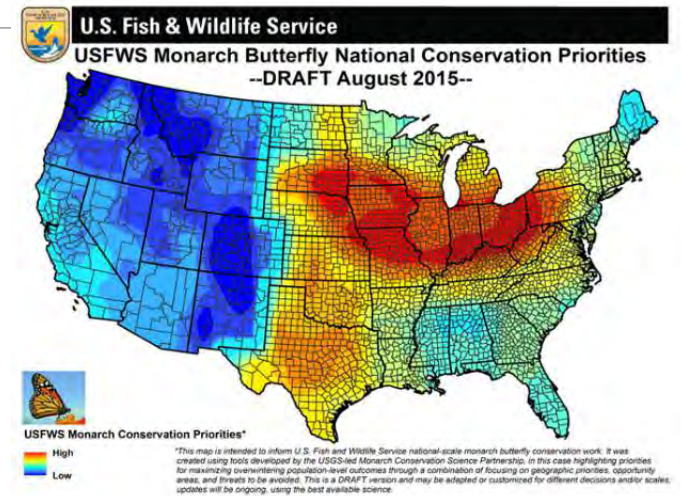 U.S. Fish & Wildlife Service
USFWS Monarch Butterfly National Conservation Priorities
--DRAFT August 2015--
USFWS Monarch Conservation Priorities*
High
Low
*This map is intended to inform U.S. Fish and Wildlife Service national-scale monarch butterfly conservation work. It was
created using tools developed by the USGS-led Monarch Conservation Science Partnership, in this case highlighting priorities
for maximizing overwintering population-level outcomes through a combination of focusing on geographic priorities, opportunity
areas, and threats to be avoided. This is a DRAFT version and may be adapted or customized for different decisions and/or scales,
updates will be ongoing, using the best available science.